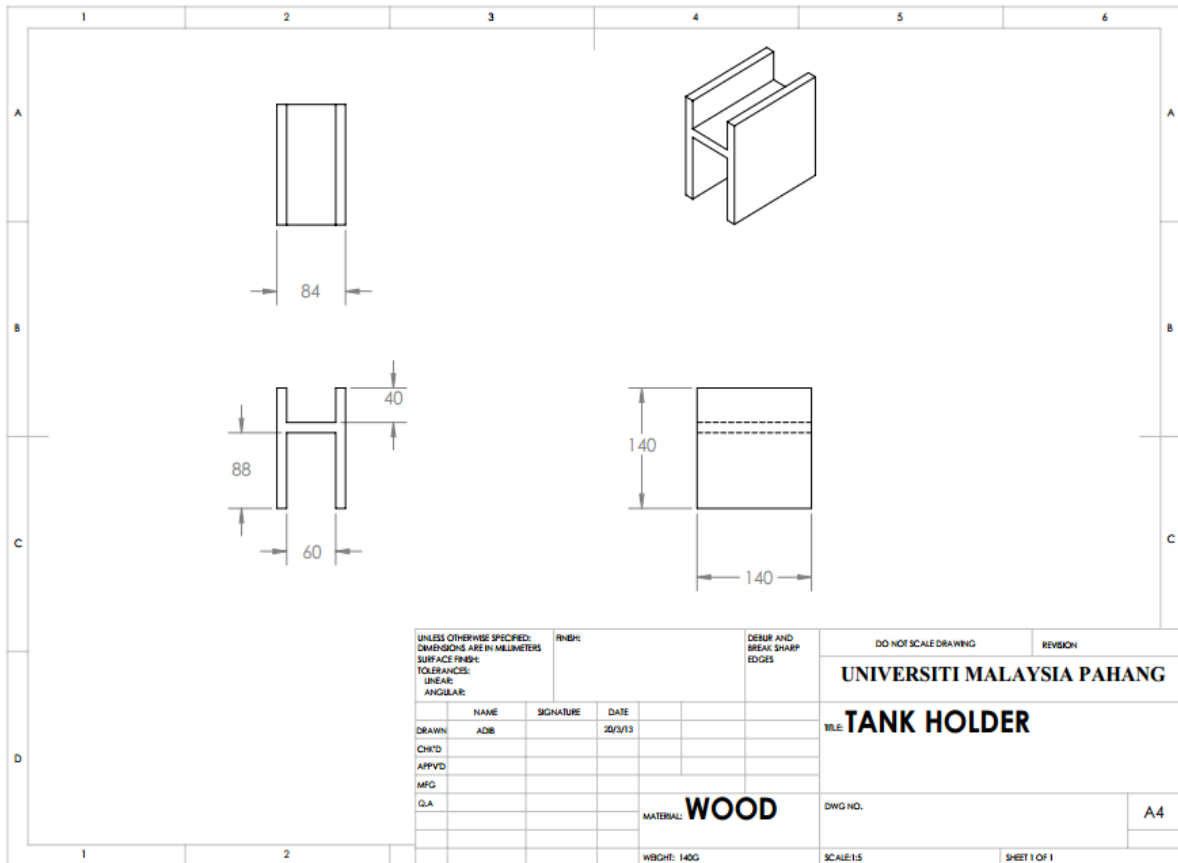 1 2 3 4 5 6
A A
84
B B
40
88
140
60
140
C C
UNLESS OTHERWISE SPECIFIED:
DIMENSIONS ARE IN MILLIMETERS
SURFACE FINISH:
TOLERANCES:
LINEAR:
ANGULAR:
FINISH:
DEBUR AND
BREAK SHARP
EDGES
DO NOT SCALE DRAWING
REVISION
UNIVERSITI MALAYSIA PAHANG
NAME SIGNATURE DATE
DRAWN ADIB 20/3/13
CHK'D
APPV'D
MFG
Q.A
TITLE: TANK HOLDER
D
MATERIAL: WOOD
DWG NO.
A4
WEIGHT: 140G
SCALE:1:5
SHEET 1 OF 1
1 2